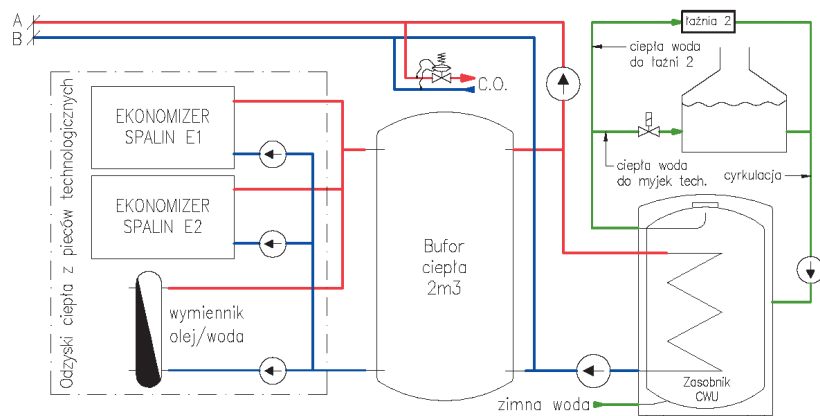 A
B
łaźnia 2
ciepła woda
da łaźni 2
C.O.
Odzyski ciepła z pieców technologicznych
EKONOMIZER
SPALIN E1
EKONOMIZER
SPALIN E2
wymiennik
olej/woda
Bufor
ciepła
2m3
ciepła woda
do myjek tech.
cyrkulacja
Zasobnik
CWU
zimna woda